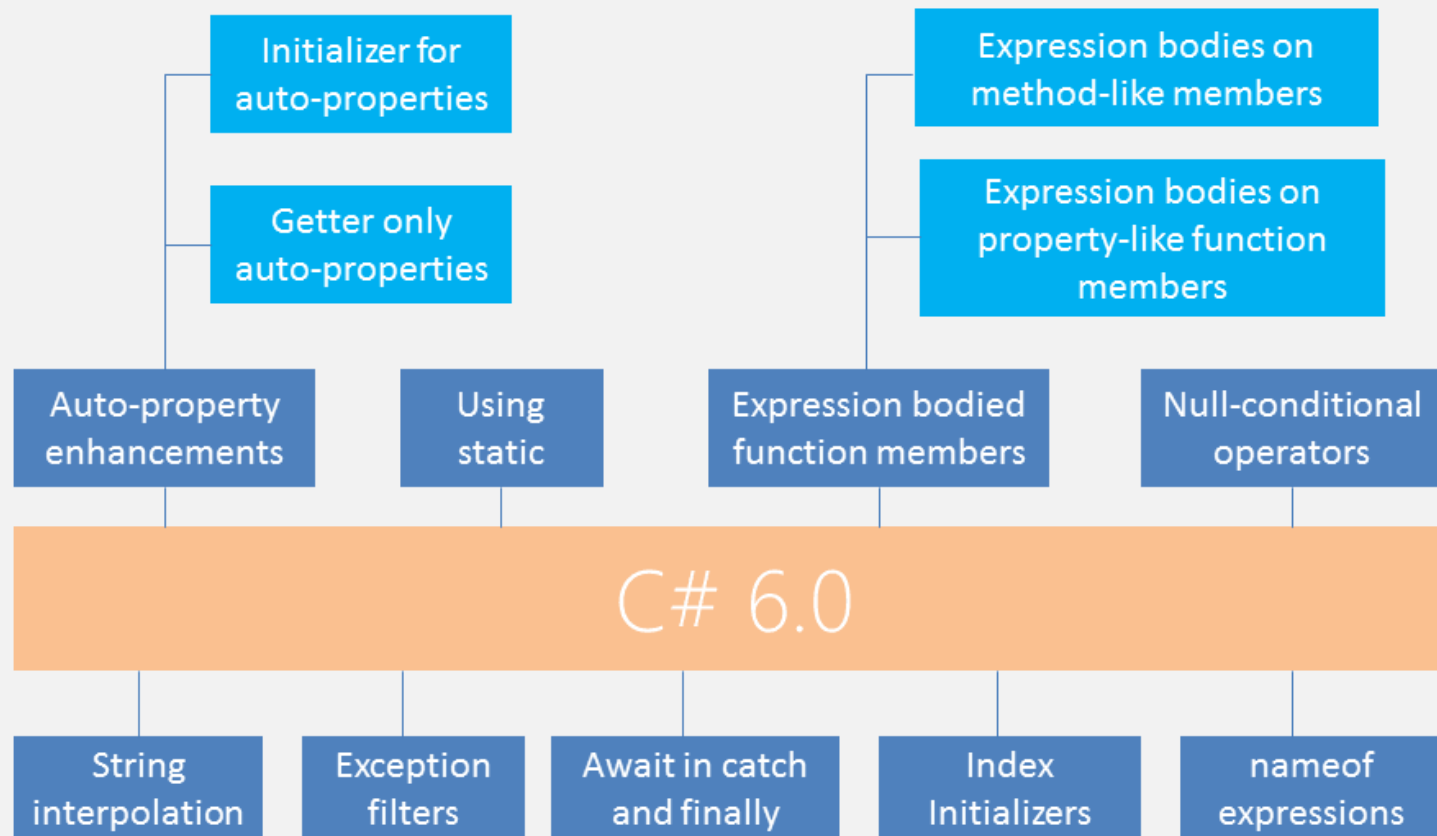 Initializer for
auto-properties
Expression bodies on
method-like members
Getter only
auto-properties
Expression bodies on
property-like function
members
Auto-property
enhancements
Using
static
Expression bodied
function members
Null-conditional
operators
C# 6.0
String
interpolation
Exception
filters
Await in catch
and finally
Index
Initializers
nameof
expressions